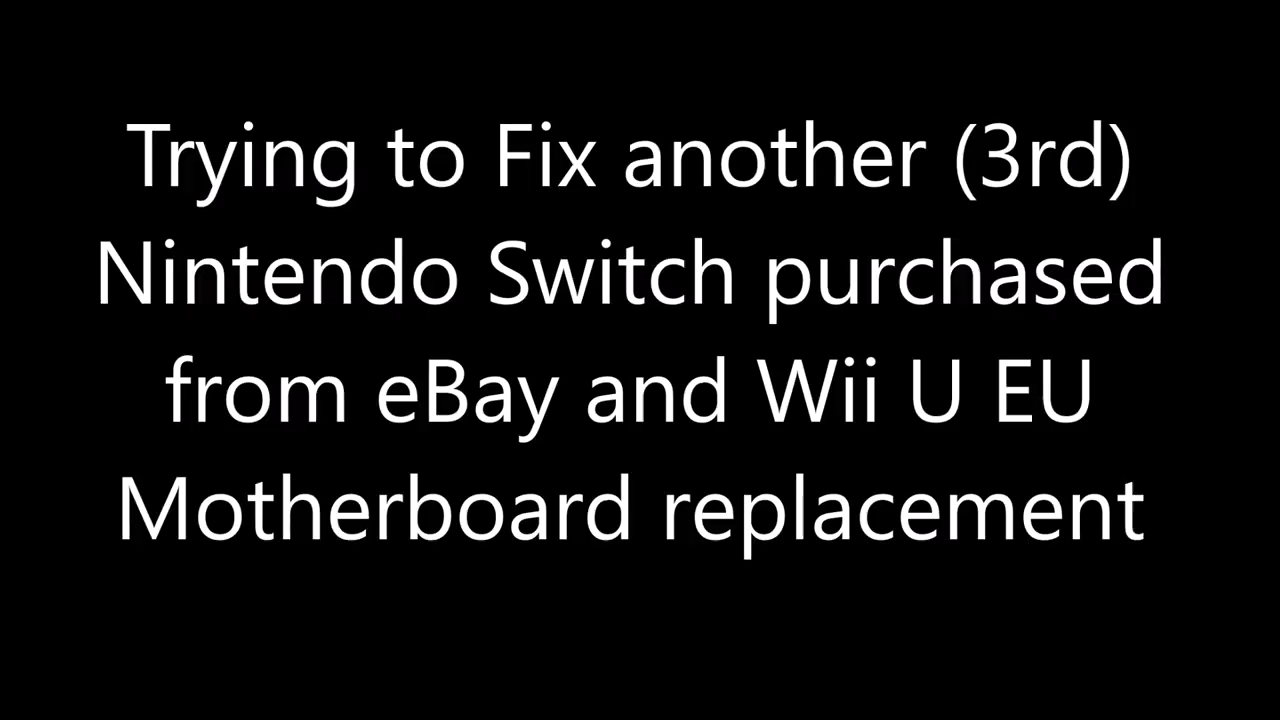 Trying to Fix another (3rd)
Nintendo Switch purchased
from eBay and Wii U EU
Motherboard replacement